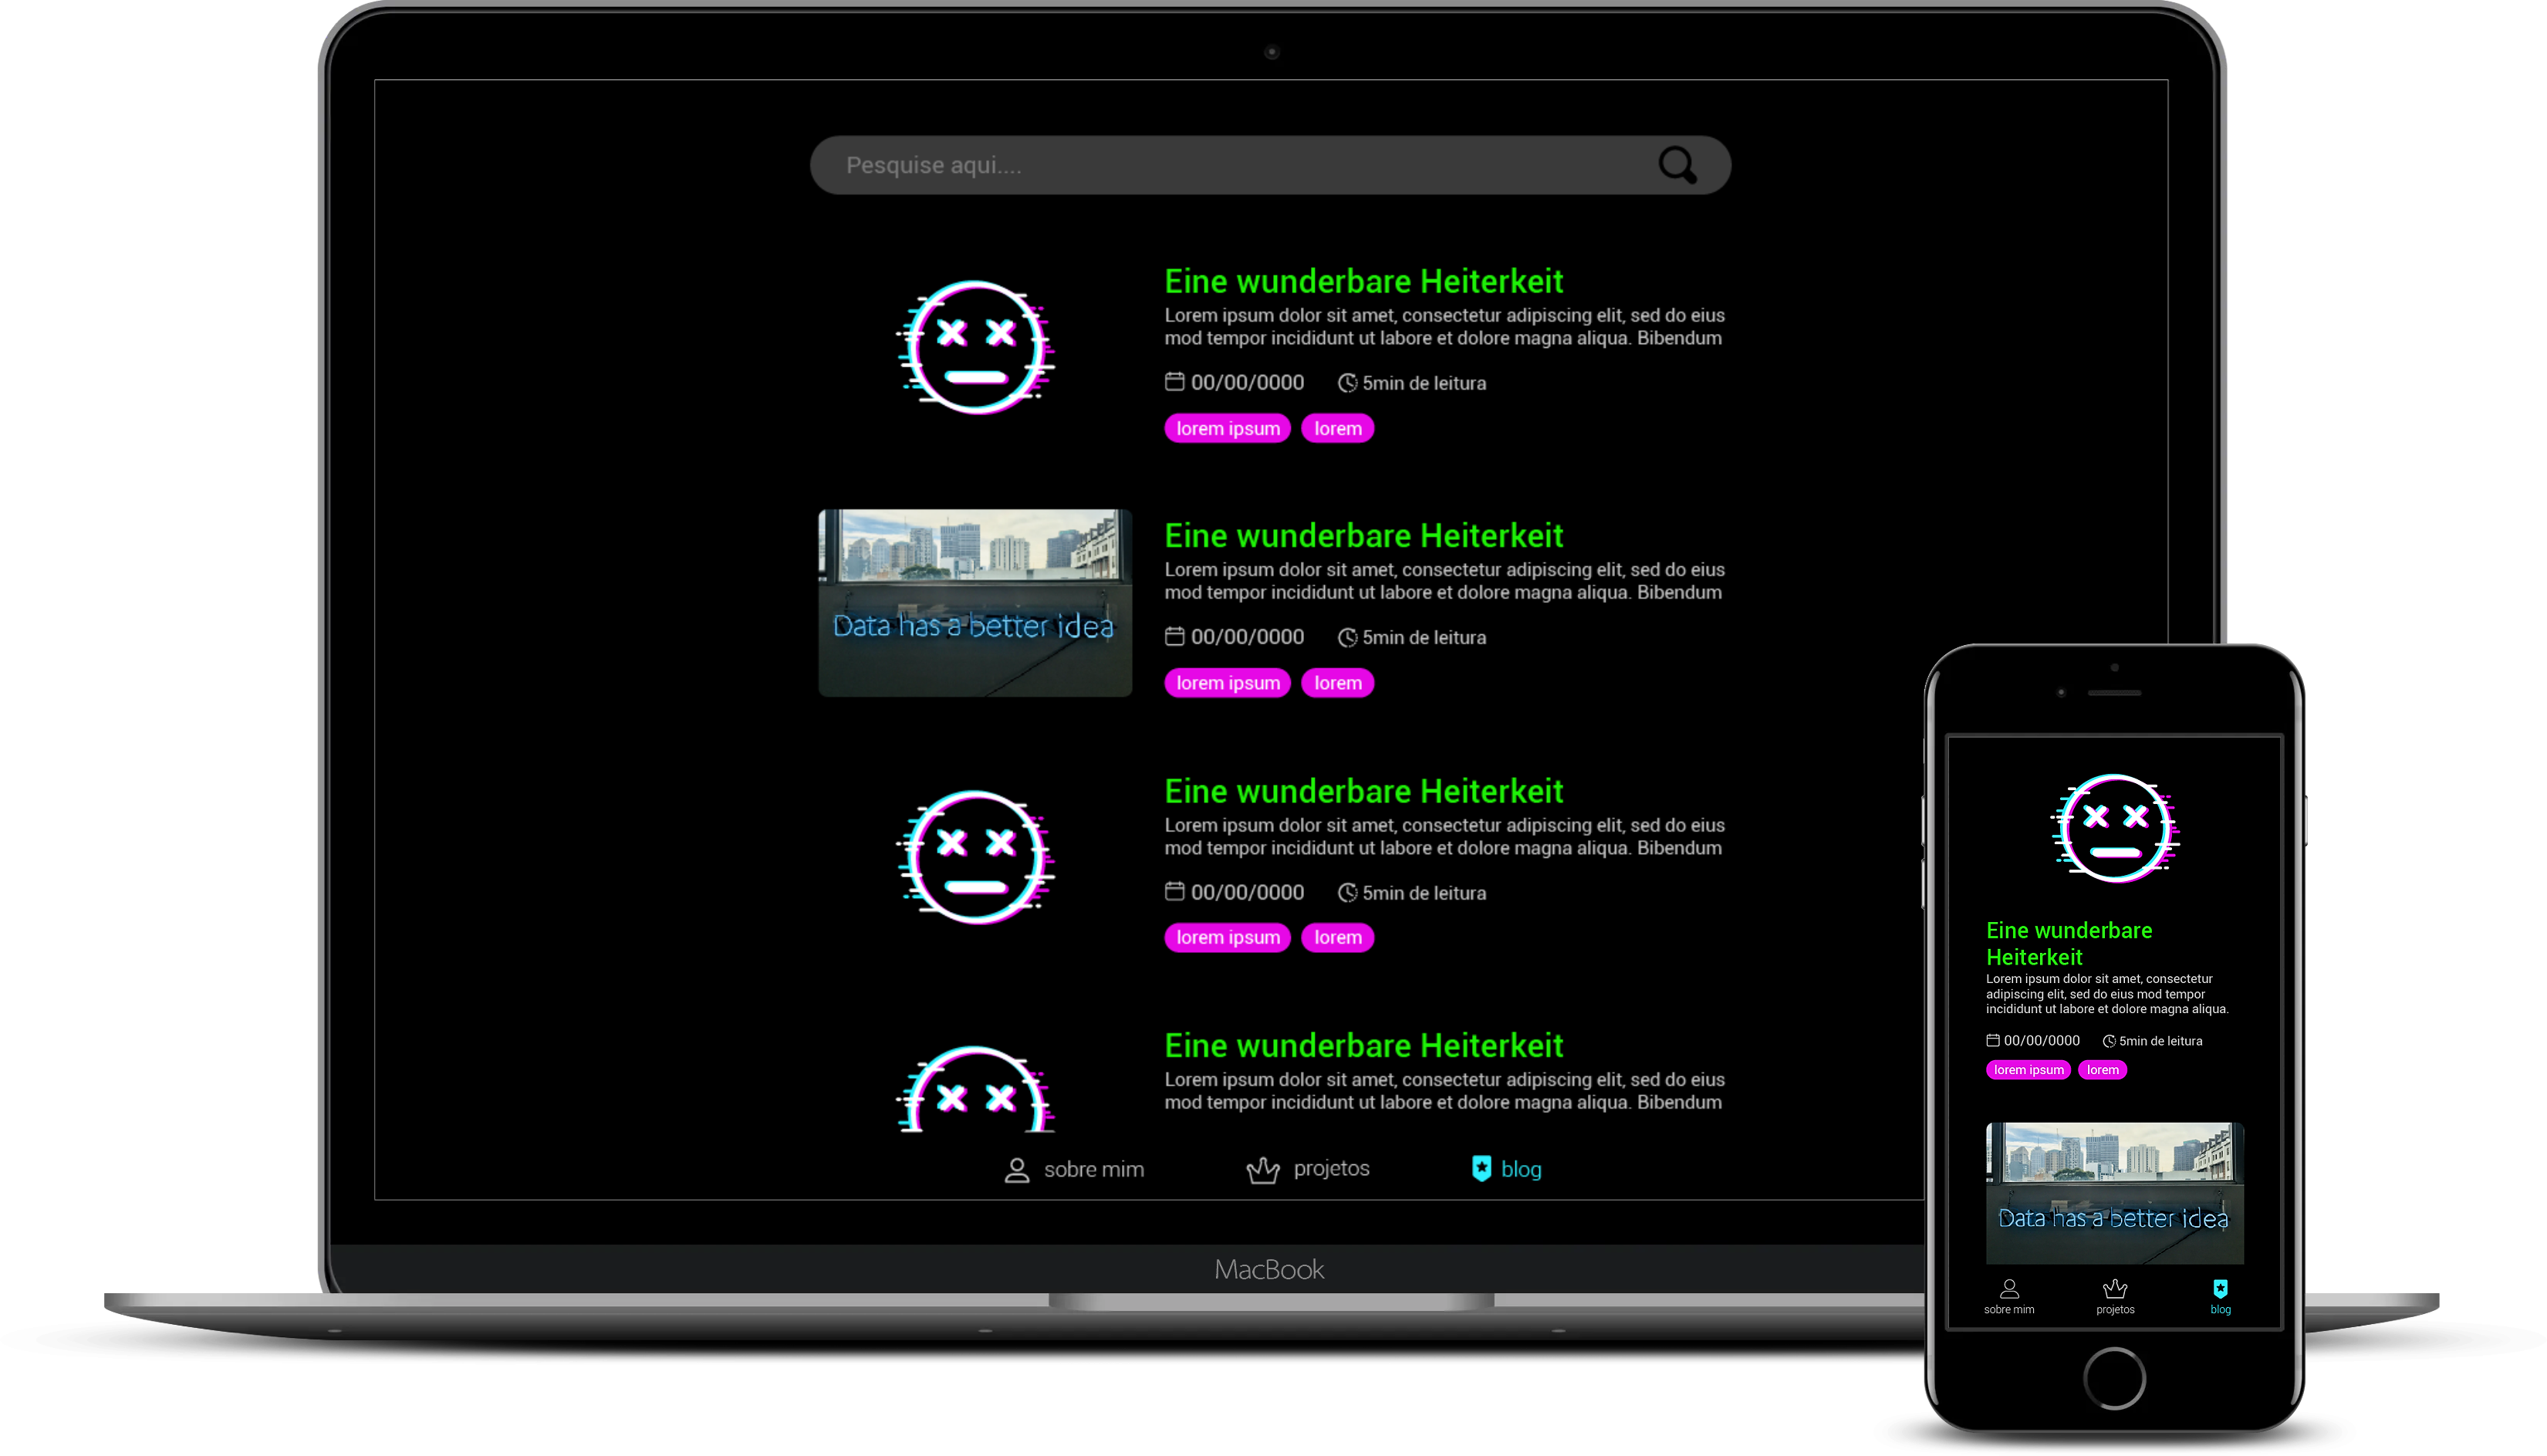 Pesquise aqui....
Eine wunderbare Heiterkeit
Lorem ipsum dolor sit amet, consectetur adipiscing elit, sed do eius
mod tempor incididunt ut labore et dolore magna aliqua. Bibendum
00/00/0000 5min de leitura
lorem ipsum lorem
Data has a better idea
Eine wunderbare Heiterkeit
Lorem ipsum dolor sit amet, consectetur adipiscing elit, sed do eius
mod tempor incididunt ut labore et dolore magna aliqua. Bibendum
00/00/0000 5min de leitura
lorem ipsum lorem
Eine wunderbare Heiterkeit
Lorem ipsum dolor sit amet, consectetur adipiscing elit, sed do eius
mod tempor incididunt ut labore et dolore magna aliqua. Bibendum
00/00/0000 5min de leitura
lorem ipsum lorem
Eine wunderbare Heiterkeit
Lorem ipsum dolor sit amet, consectetur adipiscing elit, sed do eius
mod tempor incididunt ut labore et dolore magna aliqua. Bibendum
sobre mim projetos blog
MacBook
Eine wunderbare
Heiterkeit
Lorem ipsum dolor sit amet, consectetur
adipiscing elit, sed do eius mod tempor
incididunt ut labore et dolore magna aliqua.
00/00/0000 5min de leitura
lorem ipsum lorem
Data has a better idea
sobre mim projetos blog